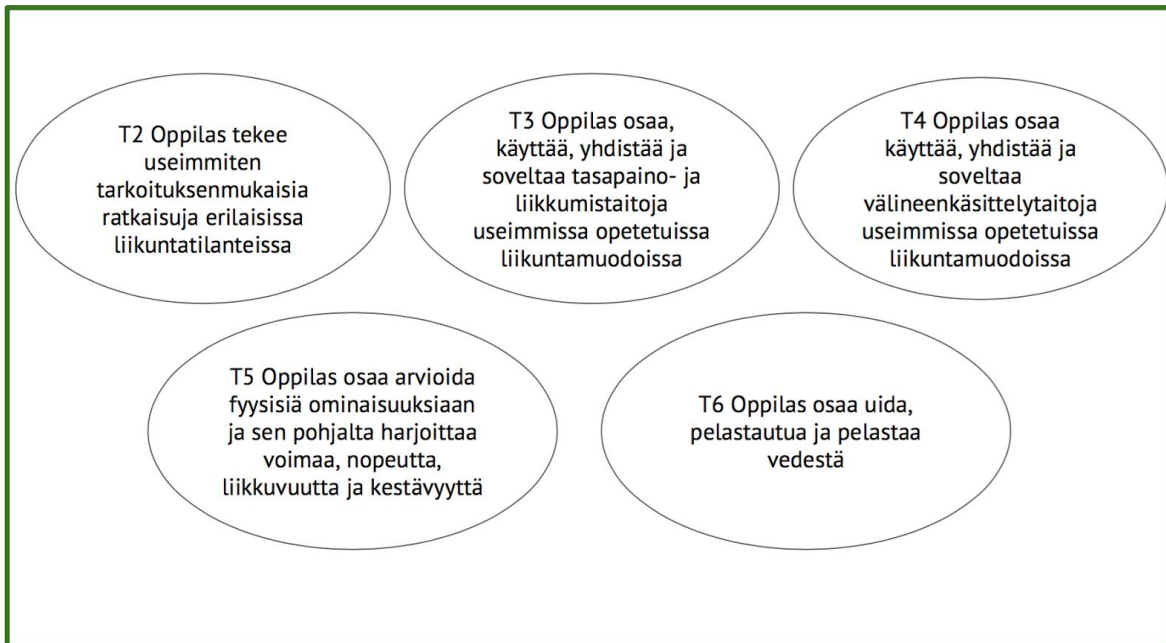 T2 Oppilas tekee
useimmiten
tarkoituksenmukaisia
ratkaisuja erilaisissa
liikuntatilanteissa
T3 Oppilas osaa,
käyttää, yhdistää ja
soveltaa tasapaino- ja
liikkumistaitoja
useimmissa opetetuissa
liikuntamuodoissa
T4 Oppilas osaa
käyttää, yhdistää ja
soveltaa
välineenkäsittelytaitoja
useimmissa opetetuissa
liikuntamuodoissa
T5 Oppilas osaa arvioida
fyysisiä ominaisuuksiaan
ja sen pohjalta harjoittaa
voimaa, nopeutta,
liikkuvuutta ja kestävyyttä
T6 Oppilas osaa uida,
pelastautua ja pelastaa
vedestä